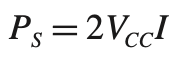 P_S = 2V_{CC}I